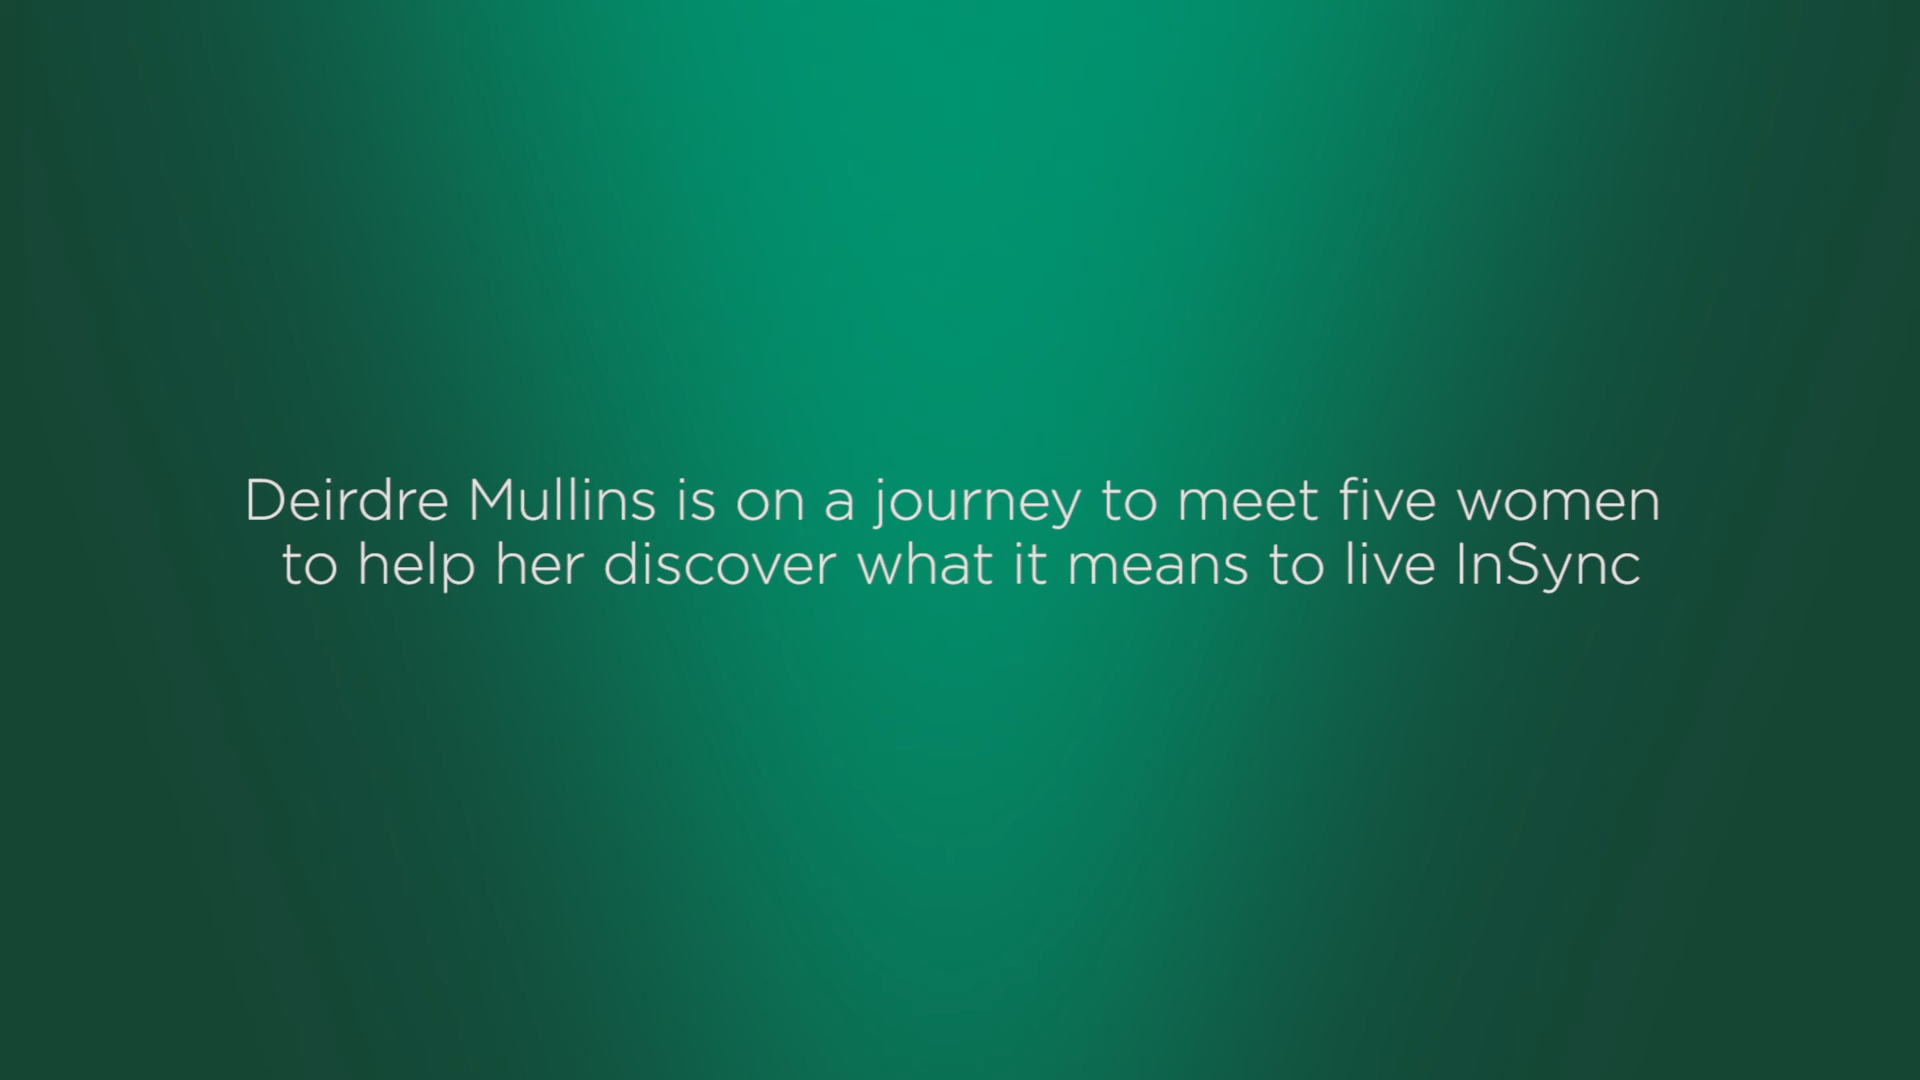 Deirdre Mullins is on a journey to meet five women
to help her discover what it means to live InSync